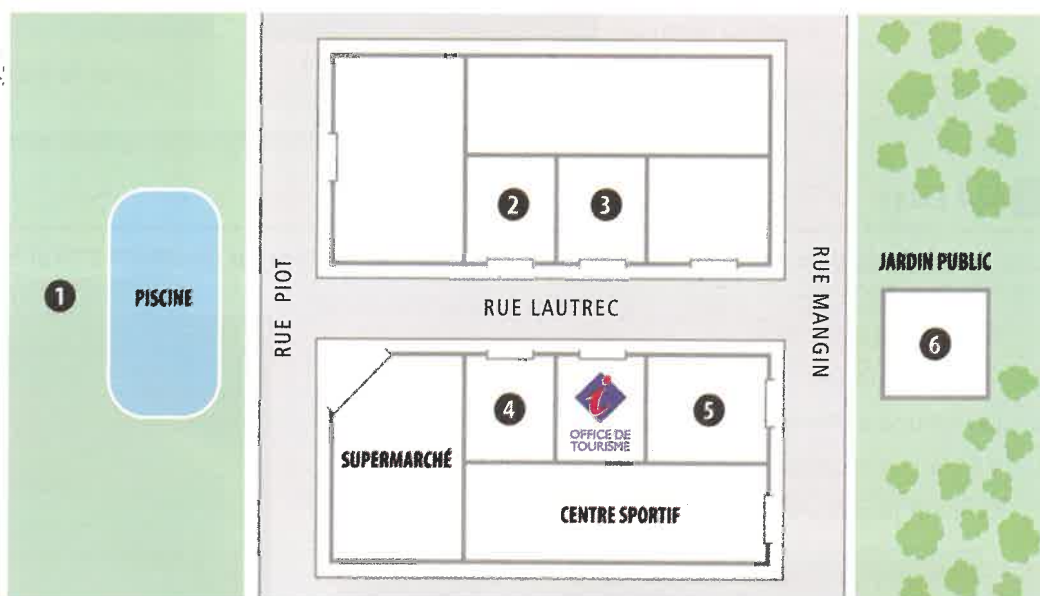 2
3
RUE PIOT
RUE MANGIN
JARDIN PUBLIC
1
PISCINE
RUE LAUTREC
6
4
i
OFFICE DE
TOURISME
5
SUPERMARCHÉ
CENTRE SPORTIF